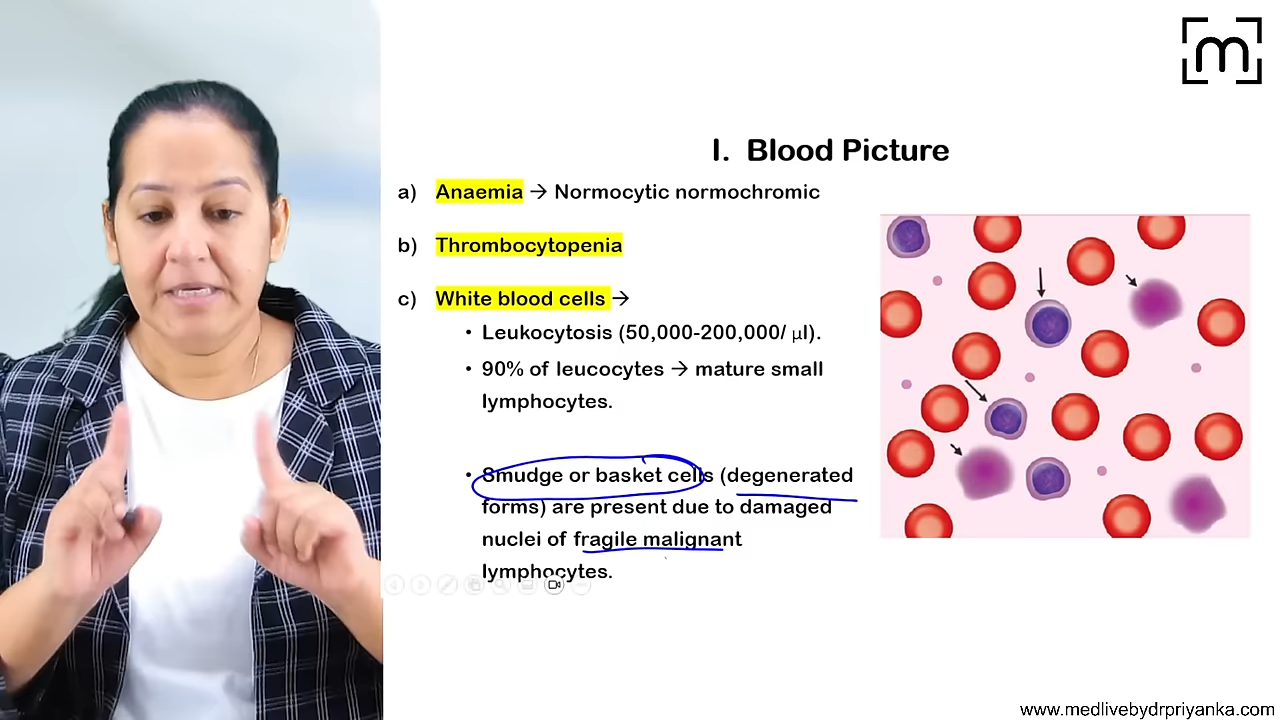 m
I. Blood Picture
a) Anaemia → Normocytic normochromic
b) Thrombocytopenia
c) White blood cells →
• Leukocytosis (50,000-200,000/ μl).
• 90% of leucocytes → mature small
lymphocytes.
• Smudge or basket cells (degenerated
forms) are present due to damaged
nuclei of fragile malignant
lymphocytes.
www.medlivebydrpriyanka.com